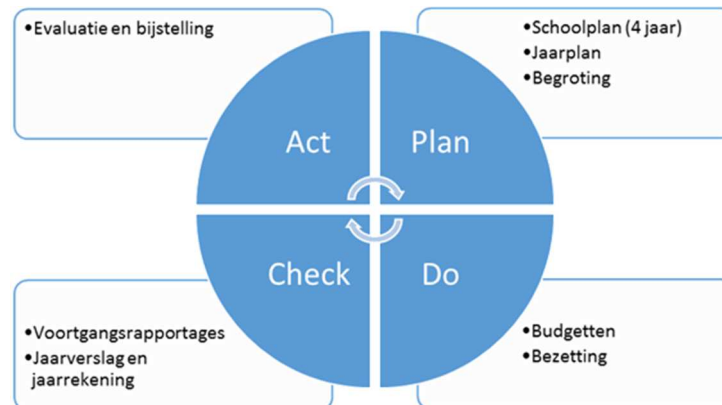 •Evaluatie en bijstelling
•Schoolplan (4 jaar)
•Jaarplan
•Begroting
Act
Plan
Check
Do
•Voortgangsrapportages
•Jaarverslag en
jaarrekening
•Budgetten
•Bezetting